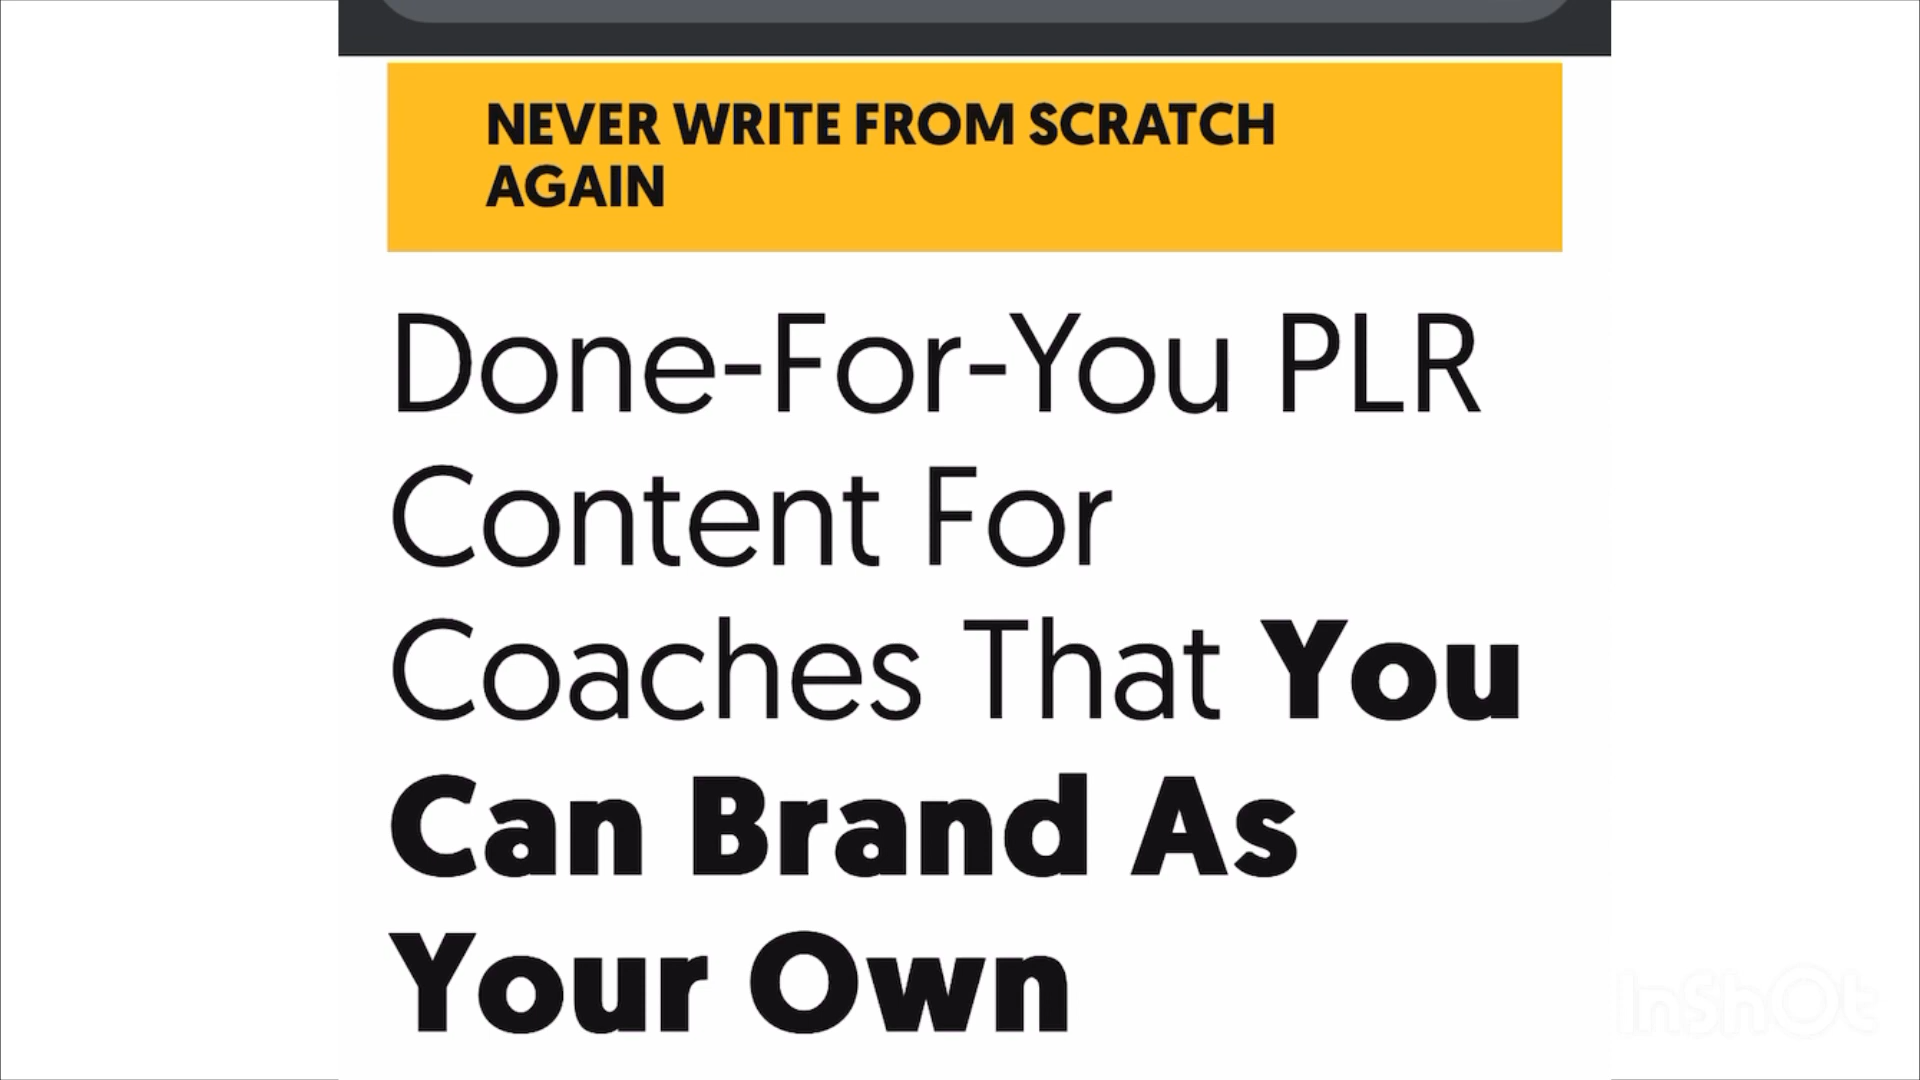 NEVER WRITE FROM SCRATCH
AGAIN
Done-For-You PLR
Content For
Coaches That You
Can Brand As
Your Own
InShOt